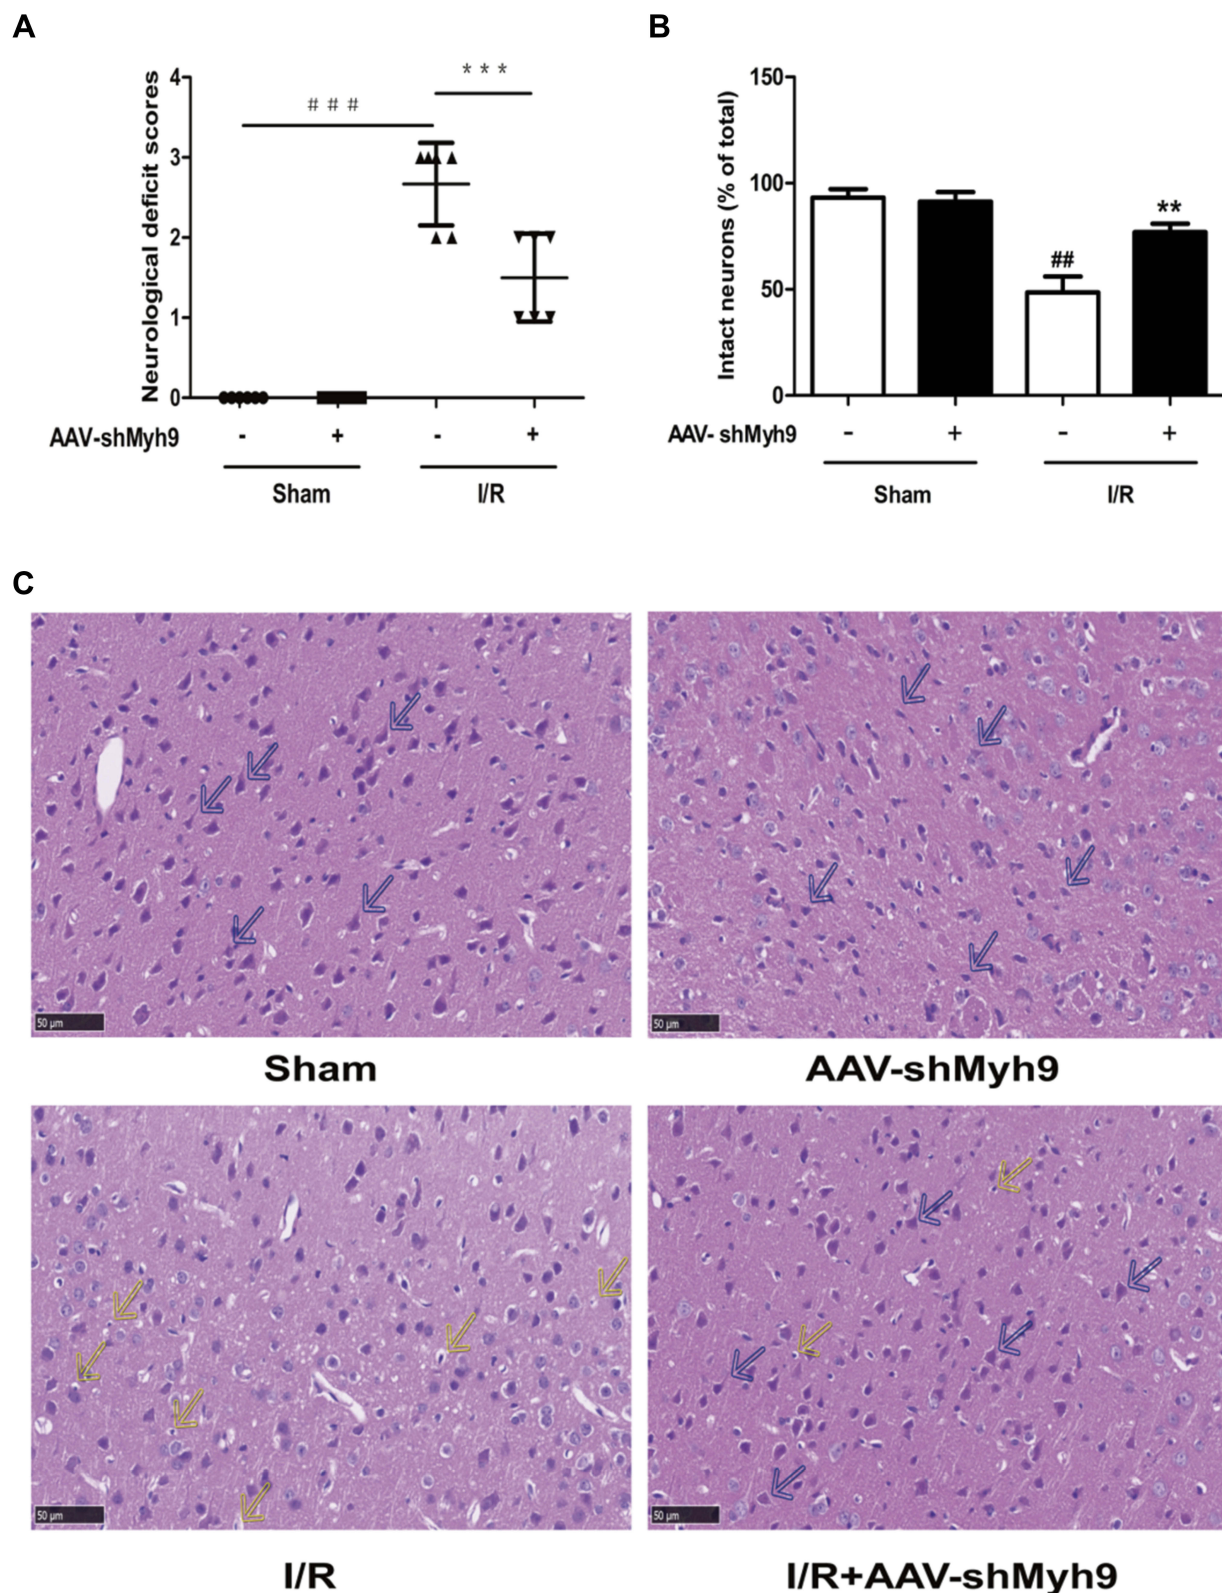 A
Neurological deficit scores
4
3
2
1
0
# # #
* * *
AAV-shMyh9
- + - +
Sham I/R
B
Intact neurons (% of total)
150
100
50
0
##
**
AAV- shMyh9
- + - +
Sham I/R
C
50 µm
50 µm
Sham AAV-shMyh9
50 µm
50 µm
I/R I/R+AAV-shMyh9